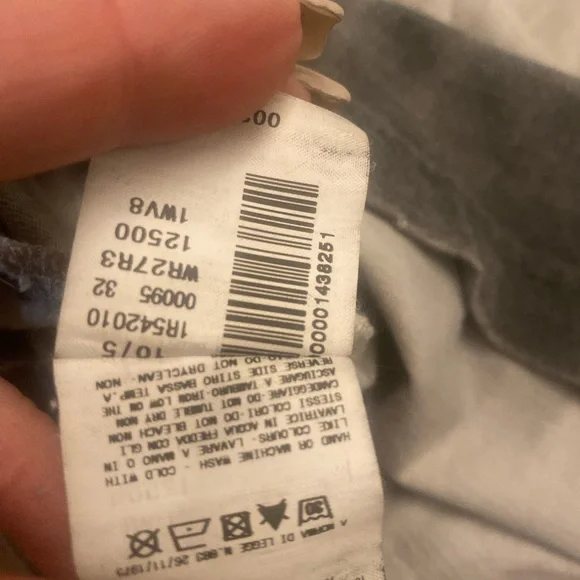 A NORMA DI LEGGE N.883 26/11/1973
30
HAND OR MACHINE WASH - COLD WITH
LIKE COLOURS- LAVARE A MANO O IN
LAVATRICE IN ACQUA FREDDA CON GLI
STESSI COLORI-DO NOT BLEACH NON
CANDEGGIARE-DO NOT TUMBLE DRY NON
ASCIUGARE A TAMBURO-IRON LOW ON THE
REVERSE SIDE STIRO BASSA TEMP.A
DO NOT DRYCLEAN- NON
10/5
1R542010
00095 32
WR27R3
12500
1WV8
00001438251